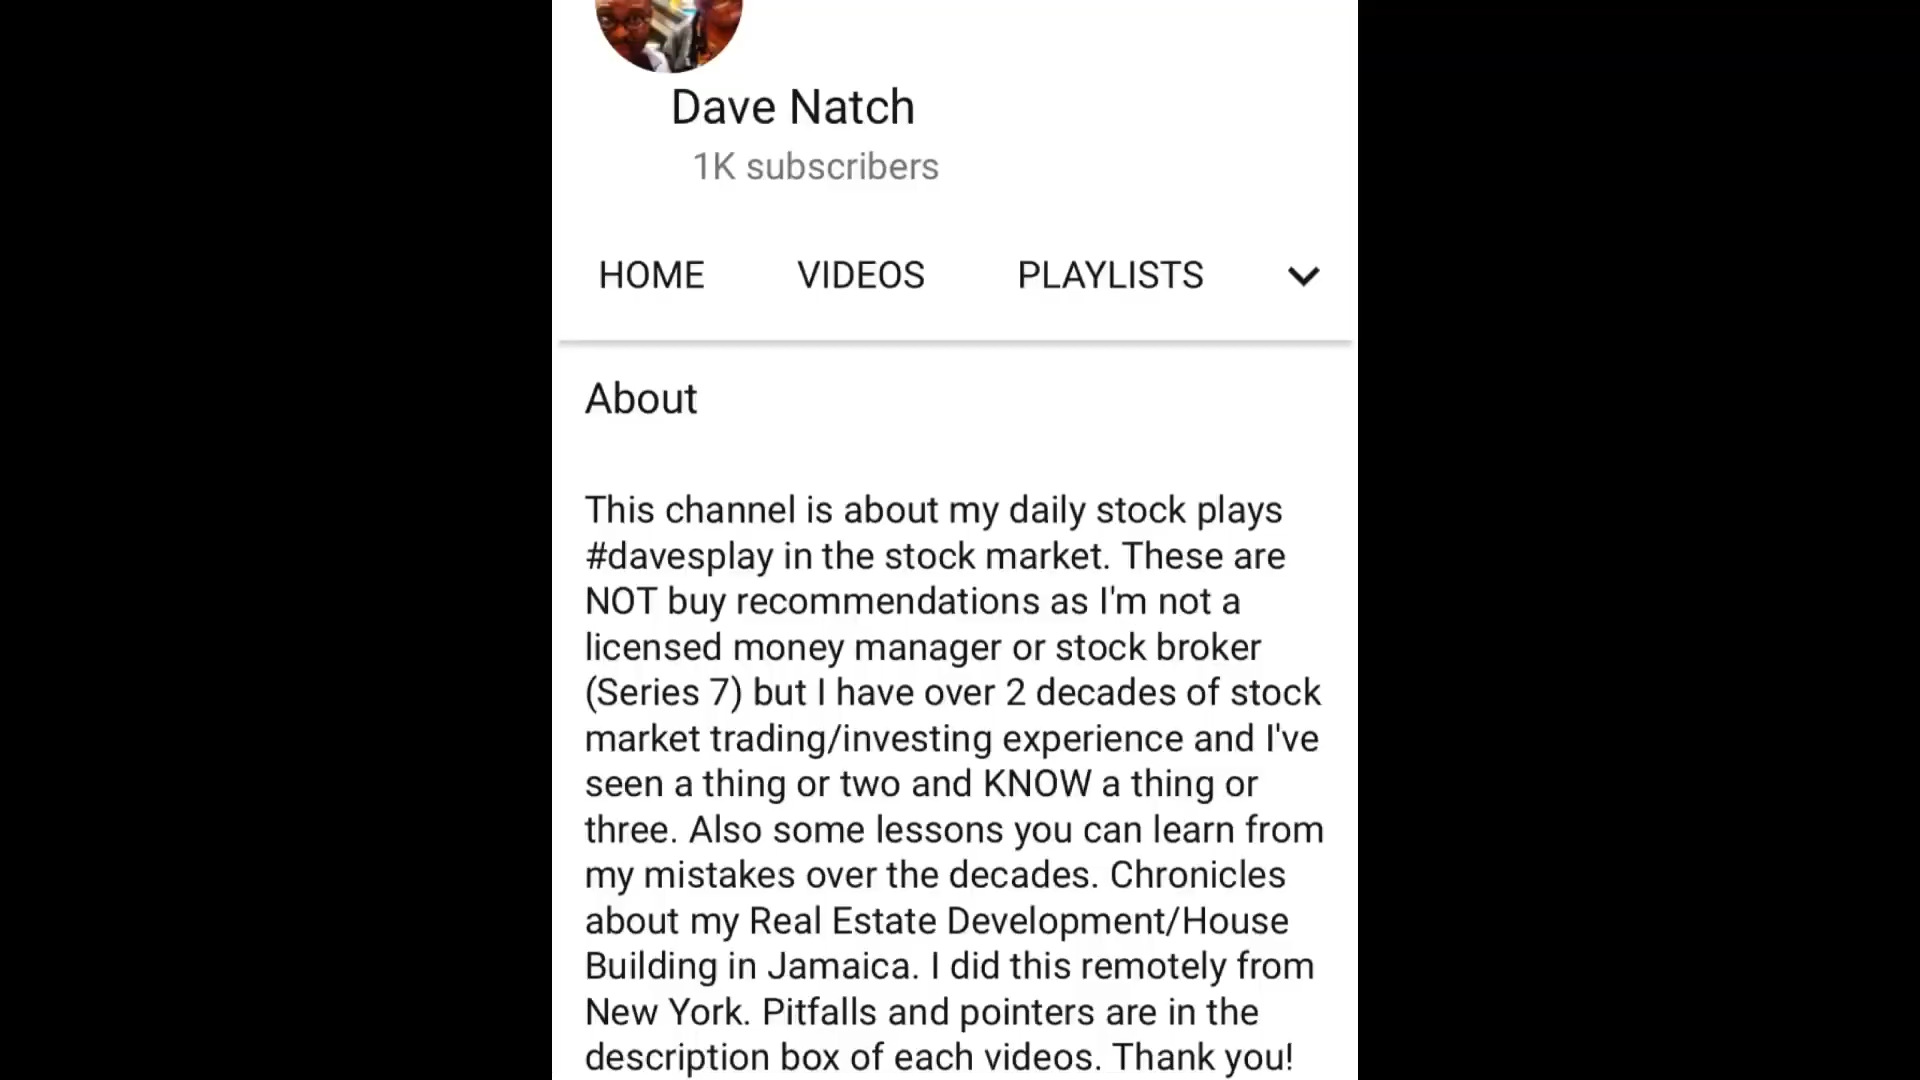 Dave Natch
1K subscribers
HOME VIDEOS PLAYLISTS
About
This channel is about my daily stock plays
#davesplay in the stock market. These are
NOT buy recommendations as I'm not a
licensed money manager or stock broker
(Series 7) but I have over 2 decades of stock
market trading/investing experience and I've
seen a thing or two and KNOW a thing or
three. Also some lessons you can learn from
my mistakes over the decades. Chronicles
about my Real Estate Development/House
Building in Jamaica. I did this remotely from
New York. Pitfalls and pointers are in the
description box of each videos. Thank you!